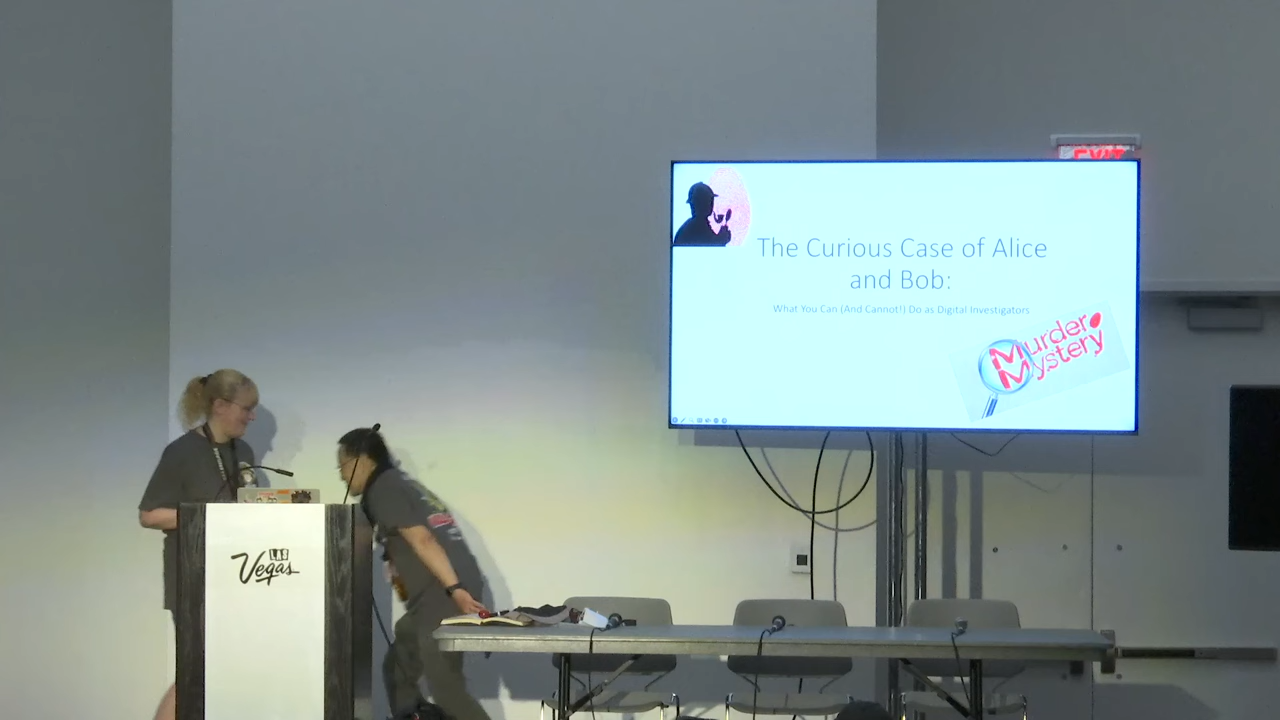 EXIT
The Curious Case of Alice
and Bob:
What You Can (And Cannot!) Do as Digital Investigators
Murder
Mystery
LAS
Vegas